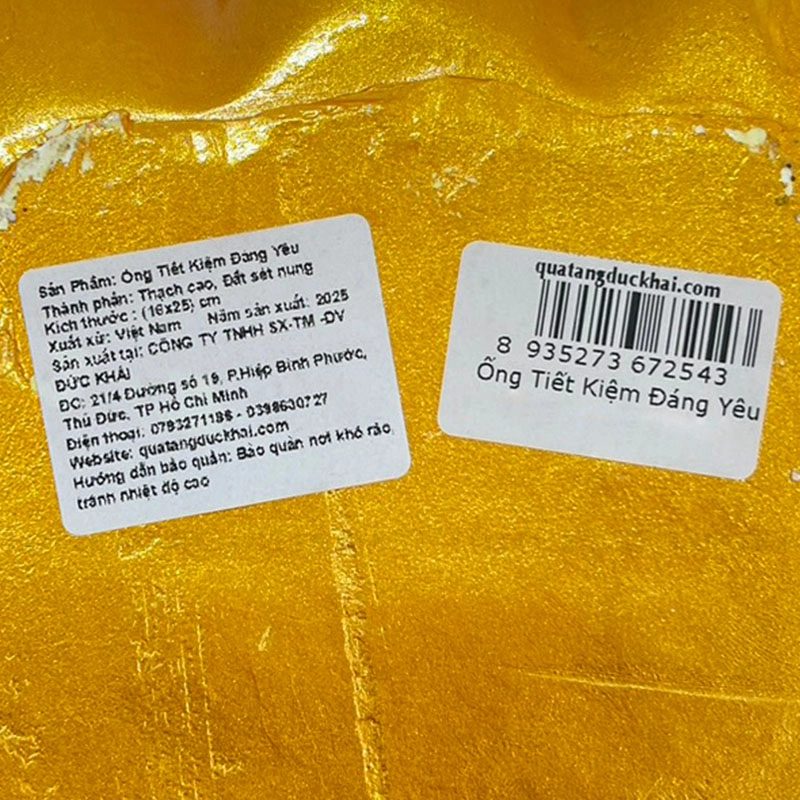 Sản Phẩm: Ống Tiết Kiệm Đáng Yêu
Thành phần: Thạch cao, Đất sét nung
Kích thước : (16x25) cm
Xuất xứ: Việt Nam Năm sản xuất: 2025
Sản xuất tại: CÔNG TY TNHH SX-TM -DV
ĐỨC KHẢI
ĐC: 21/4 Đường số 19, P.Hiệp Bình Phước,
Thủ Đức, TP Hồ Chí Minh
Điện thoại:
Website: quatangduckhai.com
Hướng dẫn bảo quản: Bảo quản nơi khô ráo,
tránh nhiệt độ cao
quatangduckhai.com
8 935273 672543
Ống Tiết Kiệm Đáng Yêu